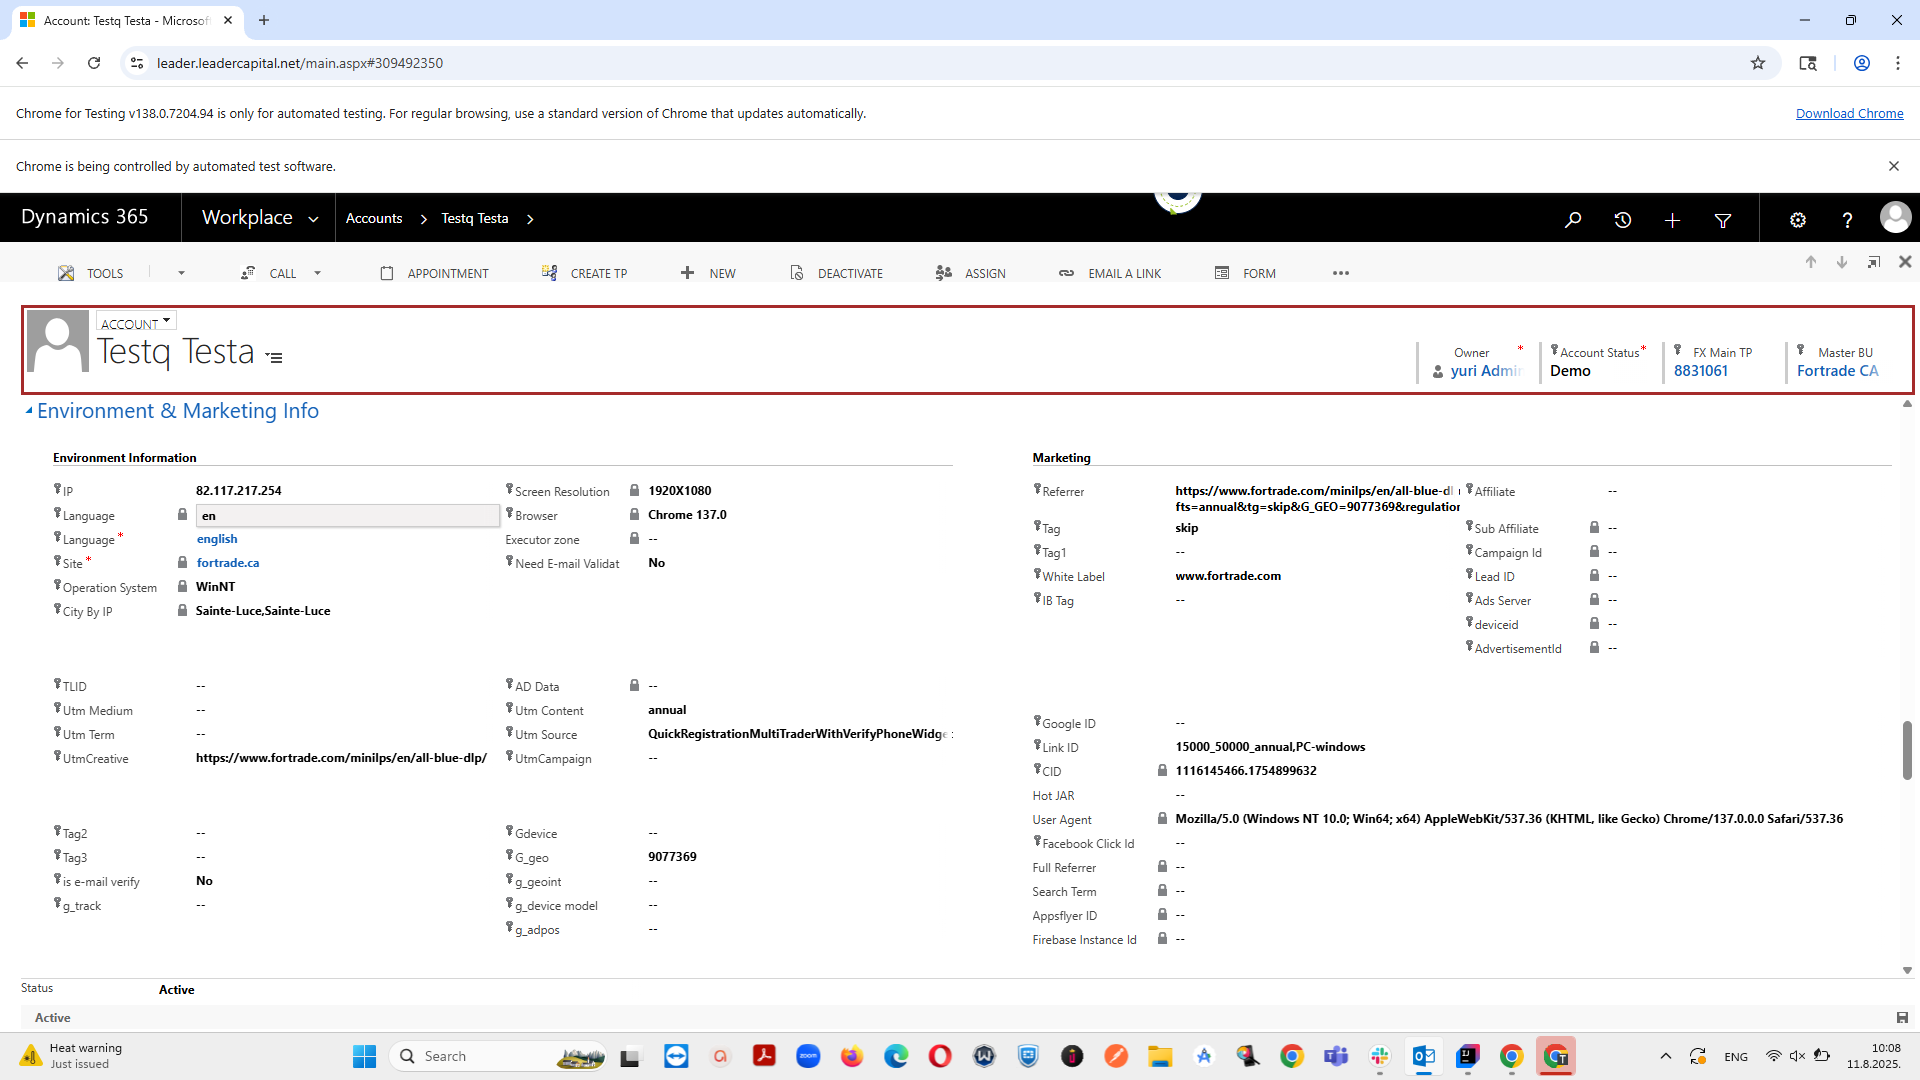 Account: Testq Testa - Microsof
leader.leadercapital.net/main.aspx#309492350
Chrome for Testing v138.0.7204.94 is only for automated testing. For regular browsing, use a standard version of Chrome that updates automatically.
Download Chrome
Chrome is being controlled by automated test software.
Dynamics 365
Workplace
Accounts
Testq Testa
TOOLS
CALL
APPOINTMENT
CREATE TP
NEW
DEACTIVATE
ASSIGN
EMAIL A LINK
FORM
ACCOUNT
Testq Testa
Owner *
yuri Admin
Account Status *
Demo
FX Main TP
8831061
Master BU
Fortrade CA
Environment & Marketing Info
Environment Information
IP 82.117.217.254
Language en
Language * english
Site * fortrade.ca
Operation System WinNT
City By IP Sainte-Luce,Sainte-Luce
Screen Resolution 1920X1080
Browser Chrome 137.0
Executor zone --
Need E-mail Validat No
TLID --
Utm Medium --
Utm Term --
UtmCreative https://www.fortrade.com/minilps/en/all-blue-dlp/
AD Data --
Utm Content annual
Utm Source QuickRegistrationMultiTraderWithVerifyPhoneWidge
UtmCampaign --
Tag2 --
Tag3 --
is e-mail verify No
g_track --
Gdevice --
G_geo 9077369
g_geoint --
g_device model --
g_adpos --
Marketing
Referrer https://www.fortrade.com/minilps/en/all-blue-dl
fts=annual&tg=skip&G_GEO=9077369&regulation
Tag skip
Tag1 --
White Label www.fortrade.com
IB Tag --
Affiliate --
Sub Affiliate --
Campaign Id --
Lead ID --
Ads Server --
deviceid --
AdvertisementId --
Google ID --
Link ID 15000_50000_annual,PC-windows
CID 1116145466.1754899632
Hot JAR --
User Agent Mozilla/5.0 (Windows NT 10.0; Win64; x64) AppleWebKit/537.36 (KHTML, like Gecko) Chrome/137.0.0.0 Safari/537.36
Facebook Click Id --
Full Referrer --
Search Term --
Appsflyer ID --
Firebase Instance Id --
Status Active
Active
Heat warning
Just issued
Search
zoom
ENG
10:08
11.8.2025.